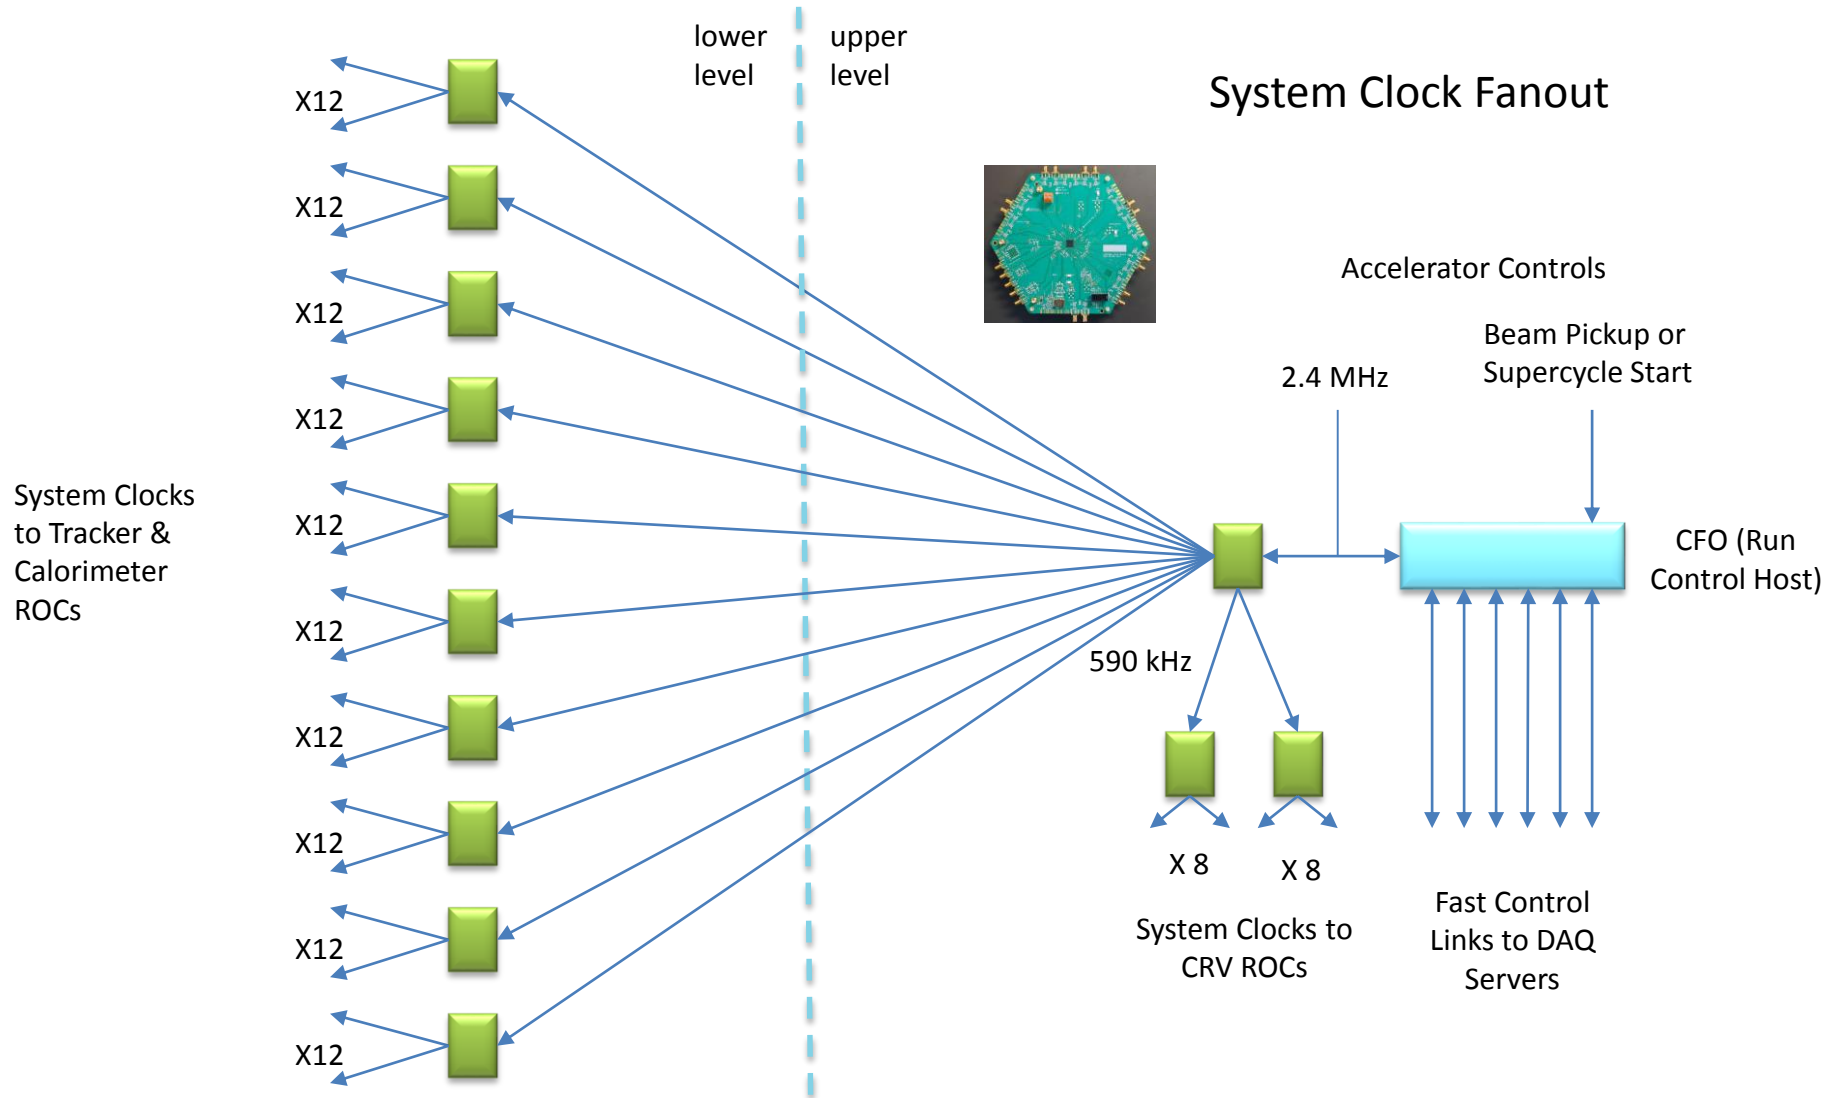 lower
level
upper
level
System Clock Fanout
X12
X12
X12
X12
X12
X12
X12
X12
X12
X12
System Clocks
to Tracker &
Calorimeter
ROCs
Accelerator Controls
Beam Pickup or
Supercycle Start
2.4 MHz
CFO (Run
Control Host)
590 kHz
X 8
X 8
System Clocks to
CRV ROCs
Fast Control
Links to DAQ
Servers